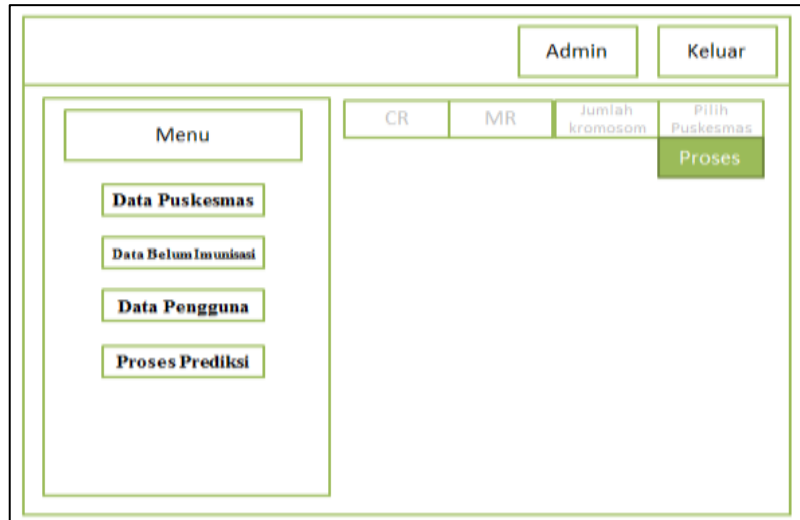 Admin
Keluar
Menu
Data Puskesmas
Data Belum Imunisasi
Data Pengguna
Proses Prediksi
CR
MR
Jumlah
kromosom
Pilih
Puskesmas
Proses